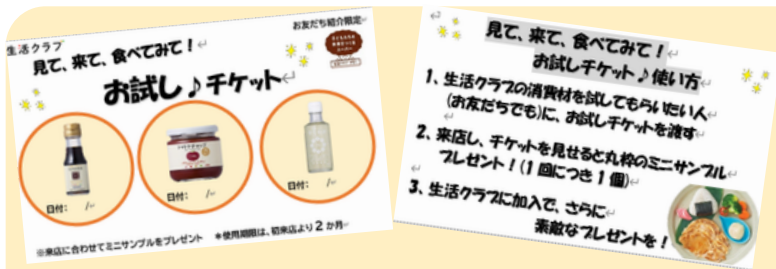 生活クラブ
お友だち紹介限定
見て、来て、食べてみて！
お試し♪チケット
日付： /
日付： /
日付： /
※来店に合わせてミニサンプルをプレゼント ＊使用期限は、初来店より2か月
見て、来て、食べてみて！
お試しチケット♪使い方
1、生活クラブの消費材を試してもらいたい人
(お友だちでも)に、お試しチケットを渡す
2、来店し、チケットを見せると丸枠のミニサンプル
プレゼント！(1回につき1個)
3、生活クラブに加入で、さらに
素敵なプレゼントを！